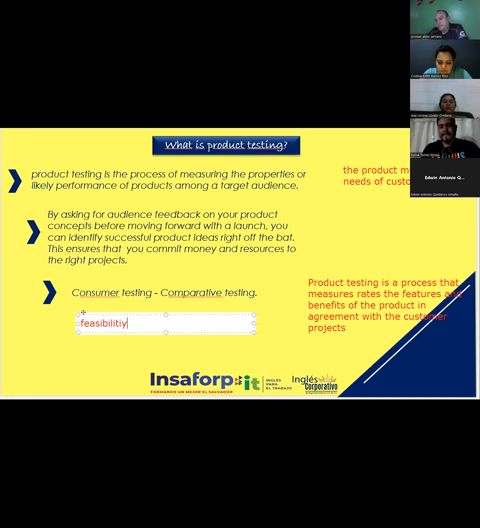 What is product testing?
product testing is the process of measuring the properties or
likely performance of products among a target audience.
the product m
needs of custo
By asking for audience feedback on your product
concepts before moving forward with a launch, you
can identify successful product ideas right off the bat.
This ensures that you commit money and resources to
the right projects.
Consumer testing - Comparative testing.
Product testing is a process that
measures rates the features and
benefits of the product in
agreement with the customer
projects
feasibilitiy
Insaforp
FORMANDO UN MEJOR EL SALVADOR
it
INGLÉS
PARA
EL TRABAJO
Inglés
Corporativo
Edwin Antonio Q...